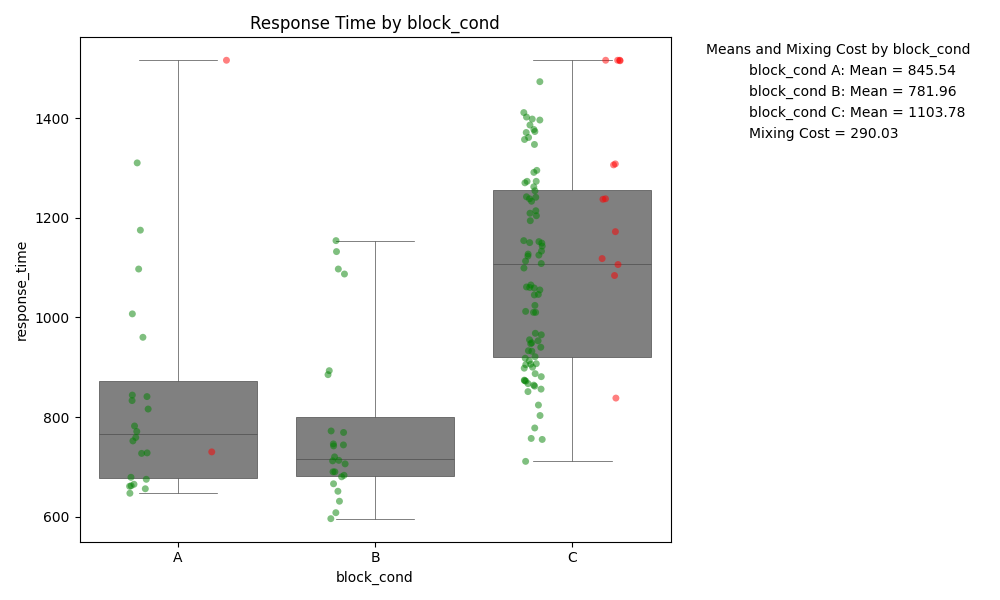 Response Time by block_cond
Means and Mixing Cost by block_cond
block_cond A: Mean = 845.54
block_cond B: Mean = 781.96
block_cond C: Mean = 1103.78
Mixing Cost = 290.03
response_time
1400
1200
1000
800
600
A
B
C
block_cond